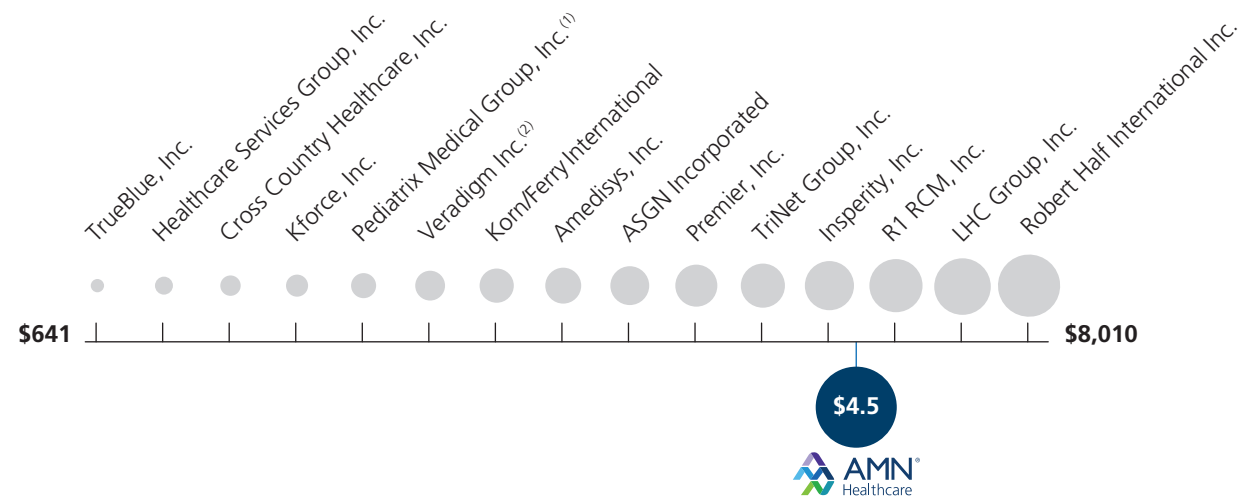 TrueBlue, Inc.
Healthcare Services Group, Inc.
Cross Country Healthcare, Inc.
Kforce, Inc.
Pediatrix Medical Group, Inc.(1)
Veradigm Inc.(2)
Korn/Ferry International
Amedisys, Inc.
ASGN Incorporated
Premier, Inc.
TriNet Group, Inc.
Insperity, Inc.
R1 RCM, Inc.
LHC Group, Inc.
Robert Half International Inc.
$641
$8,010
$4.5
AMN®
Healthcare